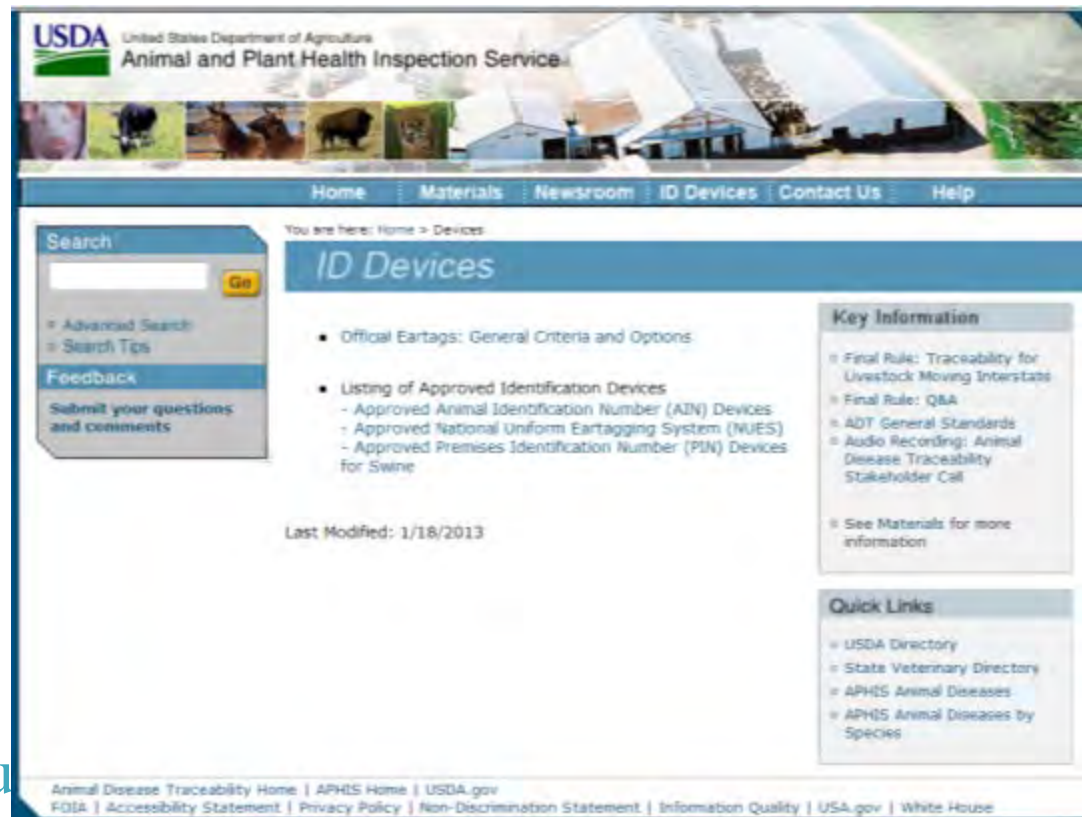 USDA
United States Department of Agriculture
Animal and Plant Health Inspection Service
Home
Materials
Newsroom
ID Devices
Contact Us
Help
You are here: Home > Devices
Search
Go
Advanced Search
Search Tips
Feedback
Submit your questions
and comments
ID Devices
• Official Eartags: General Criteria and Options
• Listing of Approved Identification Devices
- Approved Animal Identification Number (AIN) Devices
- Approved National Uniform Eartagging System (NUES)
- Approved Premises Identification Number (PIN) Devices
for Swine
Last Modified: 1/18/2013
Key Information
Final Rule: Traceability for
Livestock Moving Interstate
Final Rule: Q&A
ADT General Standards
Audio Recording: Animal
Disease Traceability
Stakeholder Call
See Materials for more
information
Quick Links
USDA Directory
State Veterinary Directory
APHIS Animal Diseases
APHIS Animal Diseases by
Species
Animal Disease Traceability Home | APHIS Home | USDA.gov
FOIA | Accessibility Statement | Privacy Policy | Non-Discrimination Statement | Information Quality | USA.gov | White House